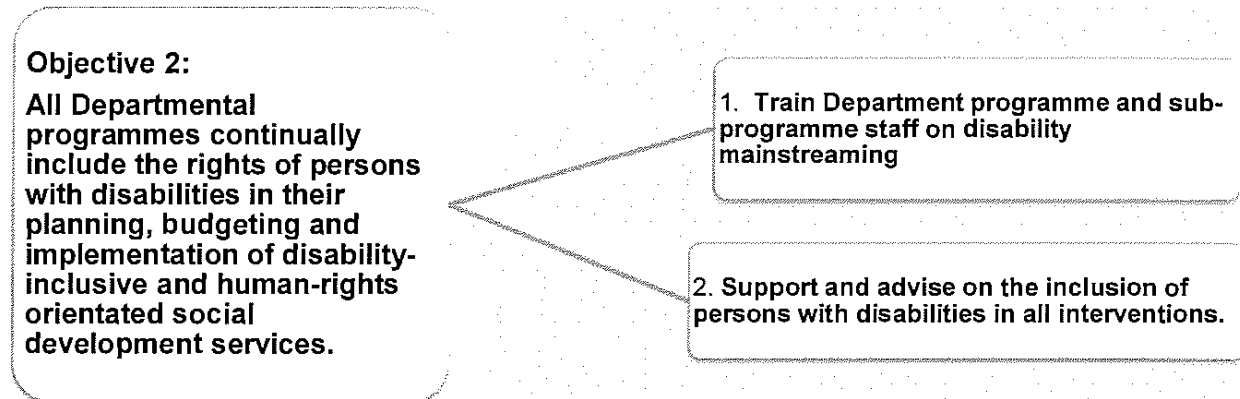 Objective 2:
All Departmental
programmes continually
include the rights of persons
with disabilities in their
planning, budgeting and
implementation of disability-
inclusive and human-rights
orientated social
development services.
1. Train Department programme and sub-
programme staff on disability
mainstreaming
2. Support and advise on the inclusion of
persons with disabilities in all interventions.